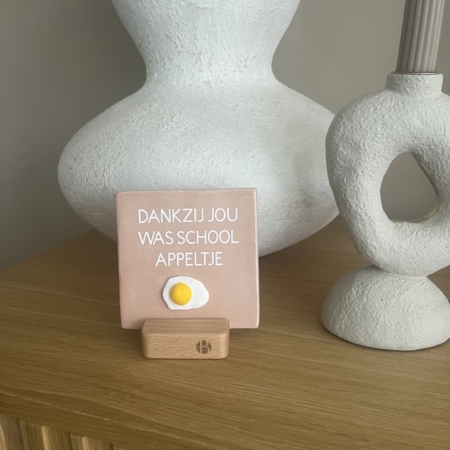 DANKZIJ JOU
WAS SCHOOL
APPELTJE
B